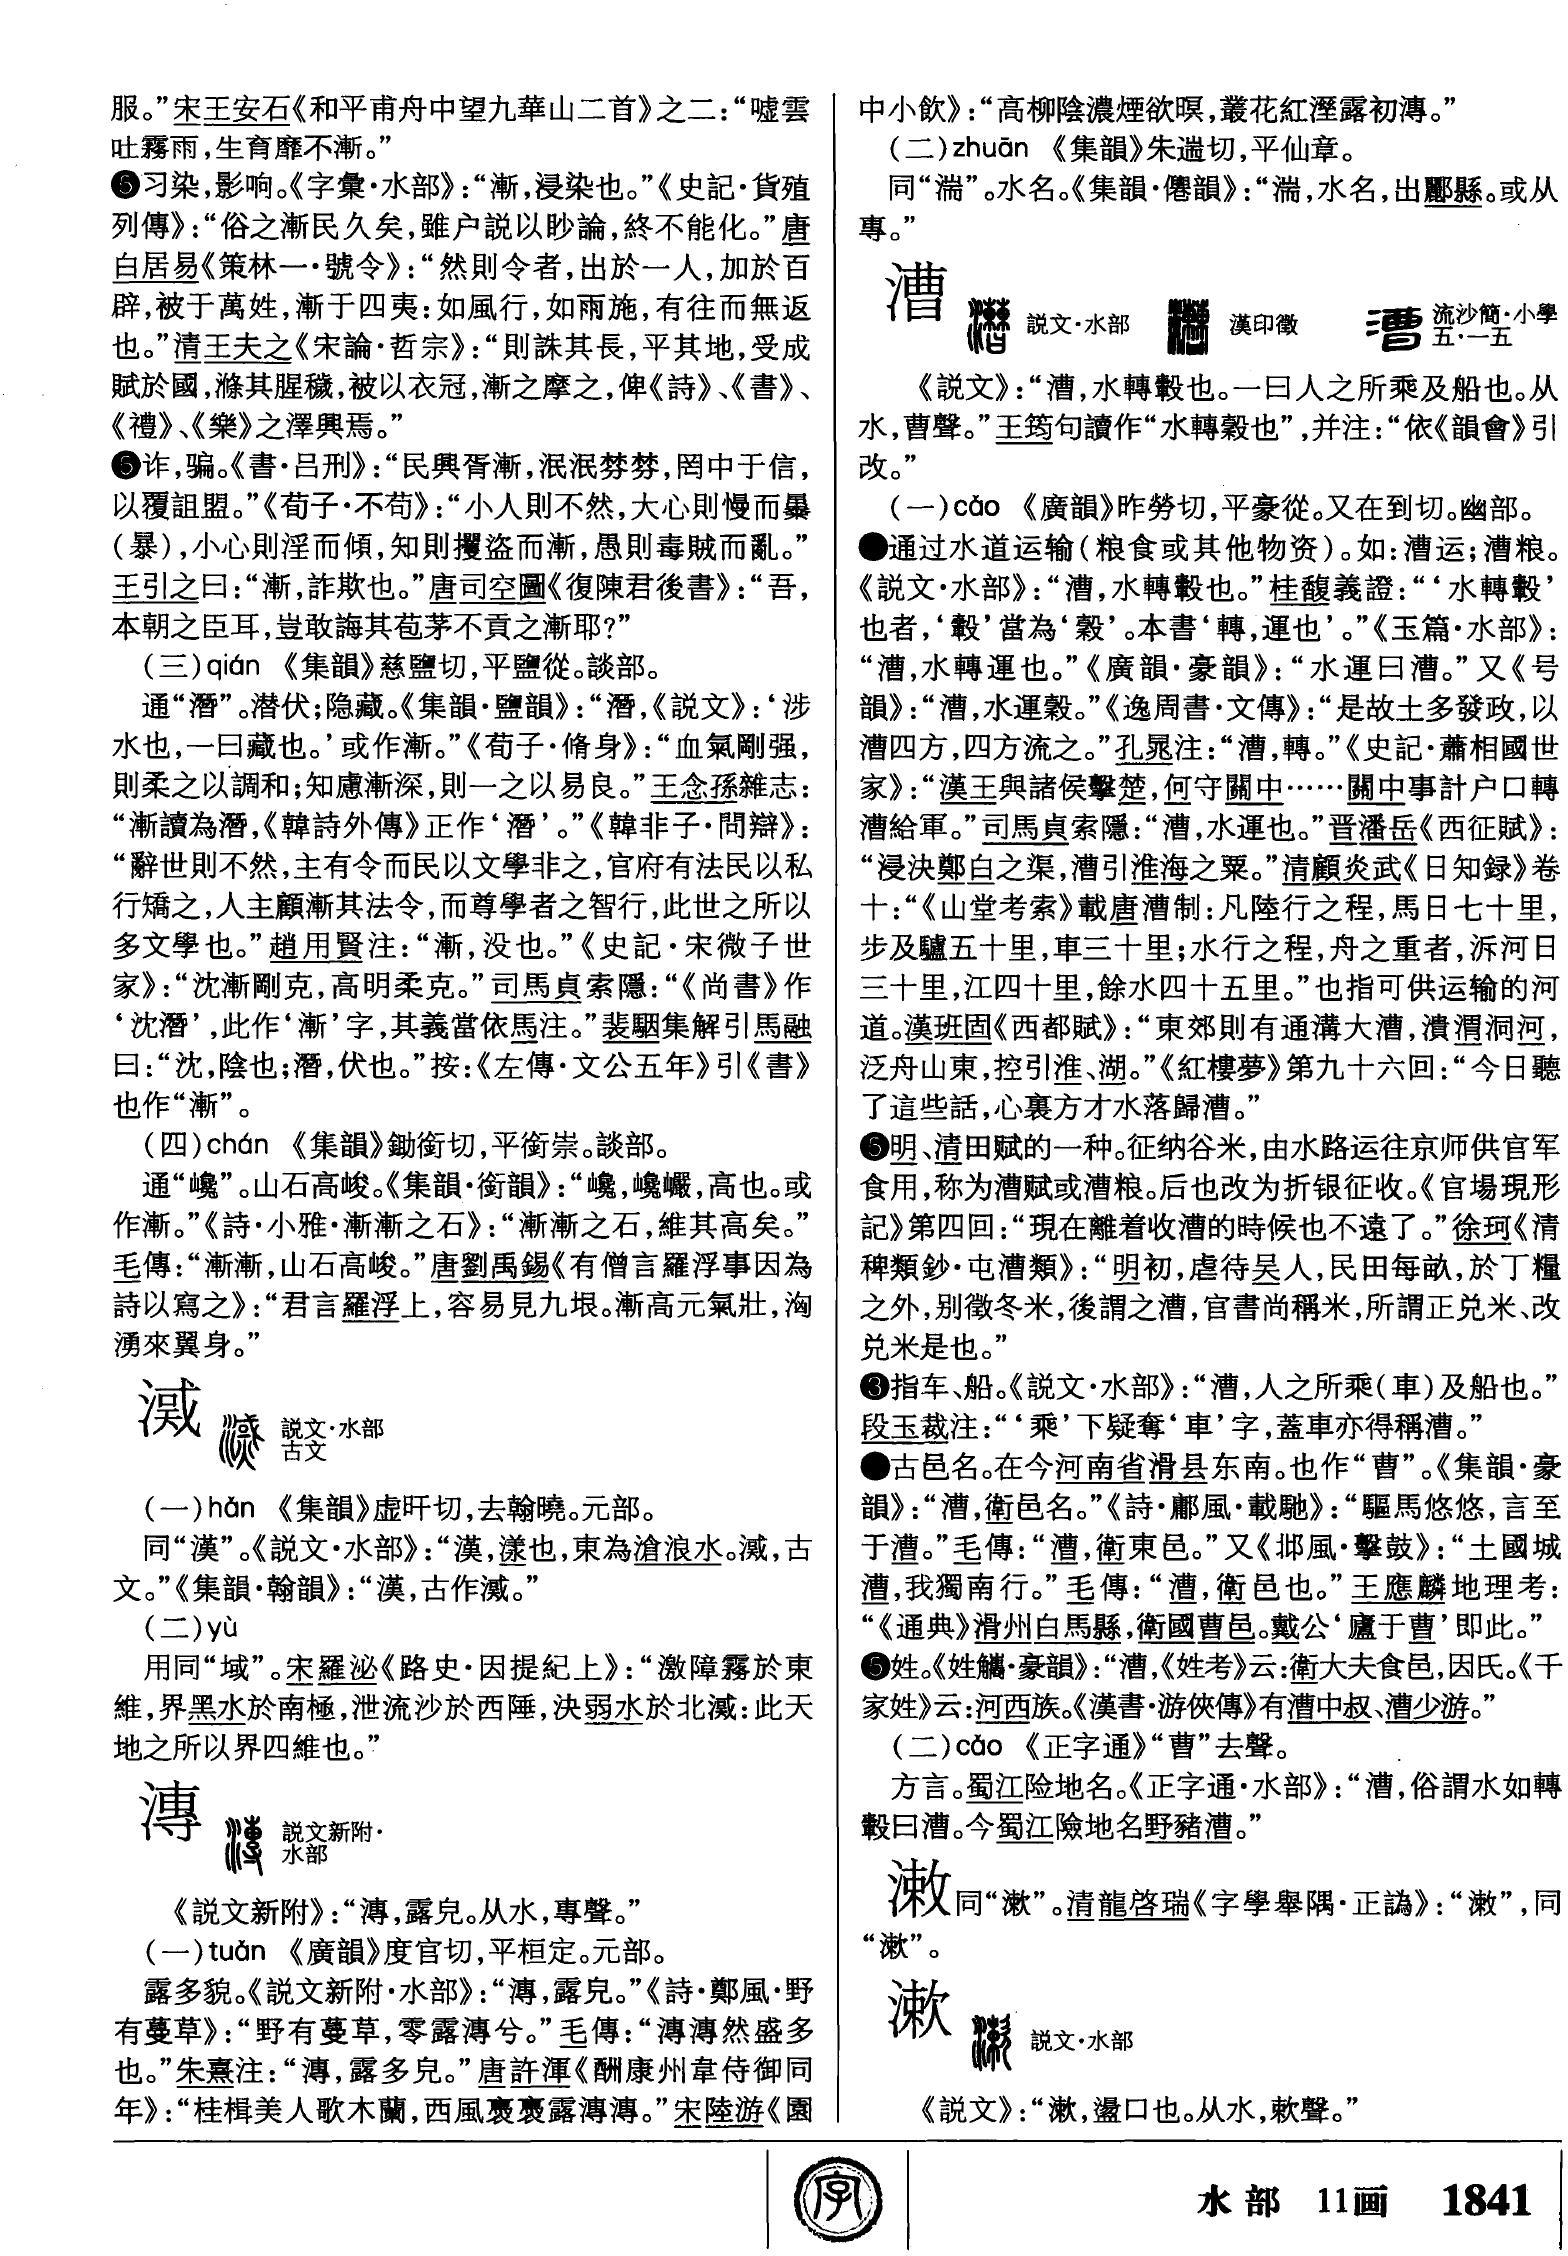 服。”宋王安石《和平甫舟中望九華山二首》之二：“嘘雲
吐霧雨，生育靡不漸。”
❺习染，影响。《字彙·水部》：“漸，浸染也。”《史記·貨殖
列傳》：“俗之漸民久矣，雖户説以眇論，終不能化。”唐
白居易《策林一·號令》：“然則令者，出於一人，加於百
辟，被于萬姓，漸于四夷：如風行，如雨施，有往而無返
也。”清王夫之《宋論·哲宗》：“則誅其長，平其地，受成
賦於國，滌其腥穢，被以衣冠，漸之摩之，俾《詩》、《書》、
《禮》、《樂》之澤興焉。”
❺诈，骗。《書·吕刑》：“民興胥漸，泯泯棼棼，罔中于信，
以覆詛盟。”《荀子·不苟》：“小人則不然，大心則慢而㬥
（暴），小心則淫而傾，知則攫盜而漸，愚則毒賊而亂。”
王引之曰：“漸，詐欺也。”唐司空圖《復陳君後書》：“吾，
本朝之臣耳，豈敢誨其苞茅不貢之漸耶？”
（三）qián 《集韻》慈鹽切，平鹽從。談部。
通“潛”。潜伏；隐藏。《集韻·鹽韻》：“潛，《説文》：‘涉
水也，一曰藏也。’或作漸。”《荀子·脩身》：“血氣剛强，
則柔之以調和；知慮漸深，則一之以易良。”王念孫雜志：
“漸讀為潛，《韓詩外傳》正作‘潛’。”《韓非子·問辯》：
“辭世則不然，主有令而民以文學非之，官府有法民以私
行矯之，人主顧漸其法令，而尊學者之智行，此世之所以
多文學也。”趙用賢注：“漸，没也。”《史記·宋微子世
家》：“沈漸剛克，高明柔克。”司馬貞索隱：“《尚書》作
‘沈潛’，此作‘漸’字，其義當依馬注。”裴駰集解引馬融
曰：“沈，陰也；潛，伏也。”按：《左傳·文公五年》引《書》
也作“漸”。
（四）chán 《集韻》鋤銜切，平銜崇。談部。
通“巉”。山石高峻。《集韻·銜韻》：“巉，巉巗，高也。或
作漸。”《詩·小雅·漸漸之石》：“漸漸之石，維其高矣。”
毛傳：“漸漸，山石高峻。”唐劉禹錫《有僧言羅浮事因為
詩以寫之》：“君言羅浮上，容易見九垠。漸高元氣壯，洶
湧來翼身。”
㵄 説文·水部
古文
（一）hǎn 《集韻》虚旰切，去翰曉。元部。
同“漢”。《説文·水部》：“漢，漾也，東為滄浪水。㵄，古
文。”《集韻·翰韻》：“漢，古作㵄。”
（二）yù
用同“域”。宋羅泌《路史·因提紀上》：“激障霧於東
維，界黑水於南極，泄流沙於西陲，決弱水於北㵄：此天
地之所以界四維也。”
漙 説文新附·
水部
《説文新附》：“漙，露皃。从水，專聲。”
（一）tuǎn 《廣韻》度官切，平桓定。元部。
露多貌。《説文新附·水部》：“漙，露皃。”《詩·鄭風·野
有蔓草》：“野有蔓草，零露漙兮。”毛傳：“漙漙然盛多
也。”朱熹注：“漙，露多皃。”唐許渾《酬康州韋侍御同
年》：“桂楫美人歌木蘭，西風褭褭露漙漙。”宋陸游《園
中小飲》：“高柳陰濃煙欲暝，叢花紅溼露初漙。”
（二）zhuān 《集韻》朱遄切，平仙章。
同“湍”。水名。《集韻·僊韻》：“湍，水名，出酈縣。或从
專。”
漕 説文·水部 漢印徵 流沙簡·小學
五·一五
《説文》：“漕，水轉轂也。一曰人之所乘及船也。从
水，曹聲。”王筠句讀作“水轉穀也”，并注：“依《韻會》引
改。”
（一）cǎo 《廣韻》昨勞切，平豪從。又在到切。幽部。
●通过水道运输（粮食或其他物资）。如：漕运；漕粮。
《説文·水部》：“漕，水轉轂也。”桂馥義證：“‘水轉轂’
也者，‘轂’當為‘穀’。本書‘轉，運也’。”《玉篇·水部》：
“漕，水轉運也。”《廣韻·豪韻》：“水運曰漕。”又《号
韻》：“漕，水運穀。”《逸周書·文傳》：“是故土多發政，以
漕四方，四方流之。”孔晁注：“漕，轉。”《史記·蕭相國世
家》：“漢王與諸侯擊楚，何守關中……關中事計户口轉
漕給軍。”司馬貞索隱：“漕，水運也。”晋潘岳《西征賦》：
“浸決鄭白之渠，漕引淮海之粟。”清顧炎武《日知録》卷
十：“《山堂考索》載唐漕制：凡陸行之程，馬日七十里，
步及驢五十里，車三十里；水行之程，舟之重者，泝河日
三十里，江四十里，餘水四十五里。”也指可供运输的河
道。漢班固《西都賦》：“東郊則有通溝大漕，潰渭洞河，
泛舟山東，控引淮、湖。”《紅樓夢》第九十六回：“今日聽
了這些話，心裏方才水落歸漕。”
❺明、清田赋的一种。征纳谷米，由水路运往京师供官军
食用，称为漕赋或漕粮。后也改为折银征收。《官場現形
記》第四回：“現在離着收漕的時候也不遠了。”徐珂《清
稗類鈔·屯漕類》：“明初，虐待吴人，民田每畝，於丁糧
之外，别徵冬米，後謂之漕，官書尚稱米，所謂正兑米、改
兑米是也。”
❸指车、船。《説文·水部》：“漕，人之所乘（車）及船也。”
段玉裁注：“‘乘’下疑奪‘車’字，蓋車亦得稱漕。”
●古邑名。在今河南省滑县东南。也作“曹”。《集韻·豪
韻》：“漕，衛邑名。”《詩·鄘風·載馳》：“驅馬悠悠，言至
于漕。”毛傳：“漕，衛東邑。”又《邶風·擊鼓》：“土國城
漕，我獨南行。”毛傳：“漕，衛邑也。”王應麟地理考：
“《通典》滑州白馬縣，衛國曹邑。戴公‘廬于曹’即此。”
❺姓。《姓觿·豪韻》：“漕，《姓考》云：衛大夫食邑，因氏。《千
家姓》云：河西族。《漢書·游俠傳》有漕中叔、漕少游。”
（二）cǎo 《正字通》“曹”去聲。
方言。蜀江险地名。《正字通·水部》：“漕，俗謂水如轉
轂曰漕。今蜀江險地名野豬漕。”
漖同“漱”。清龍啓瑞《字學舉隅·正譌》：“漖”，同
“漱”。
漱 説文·水部
《説文》：“漱，盪口也。从水，欶聲。”
字
水部 11画 1841